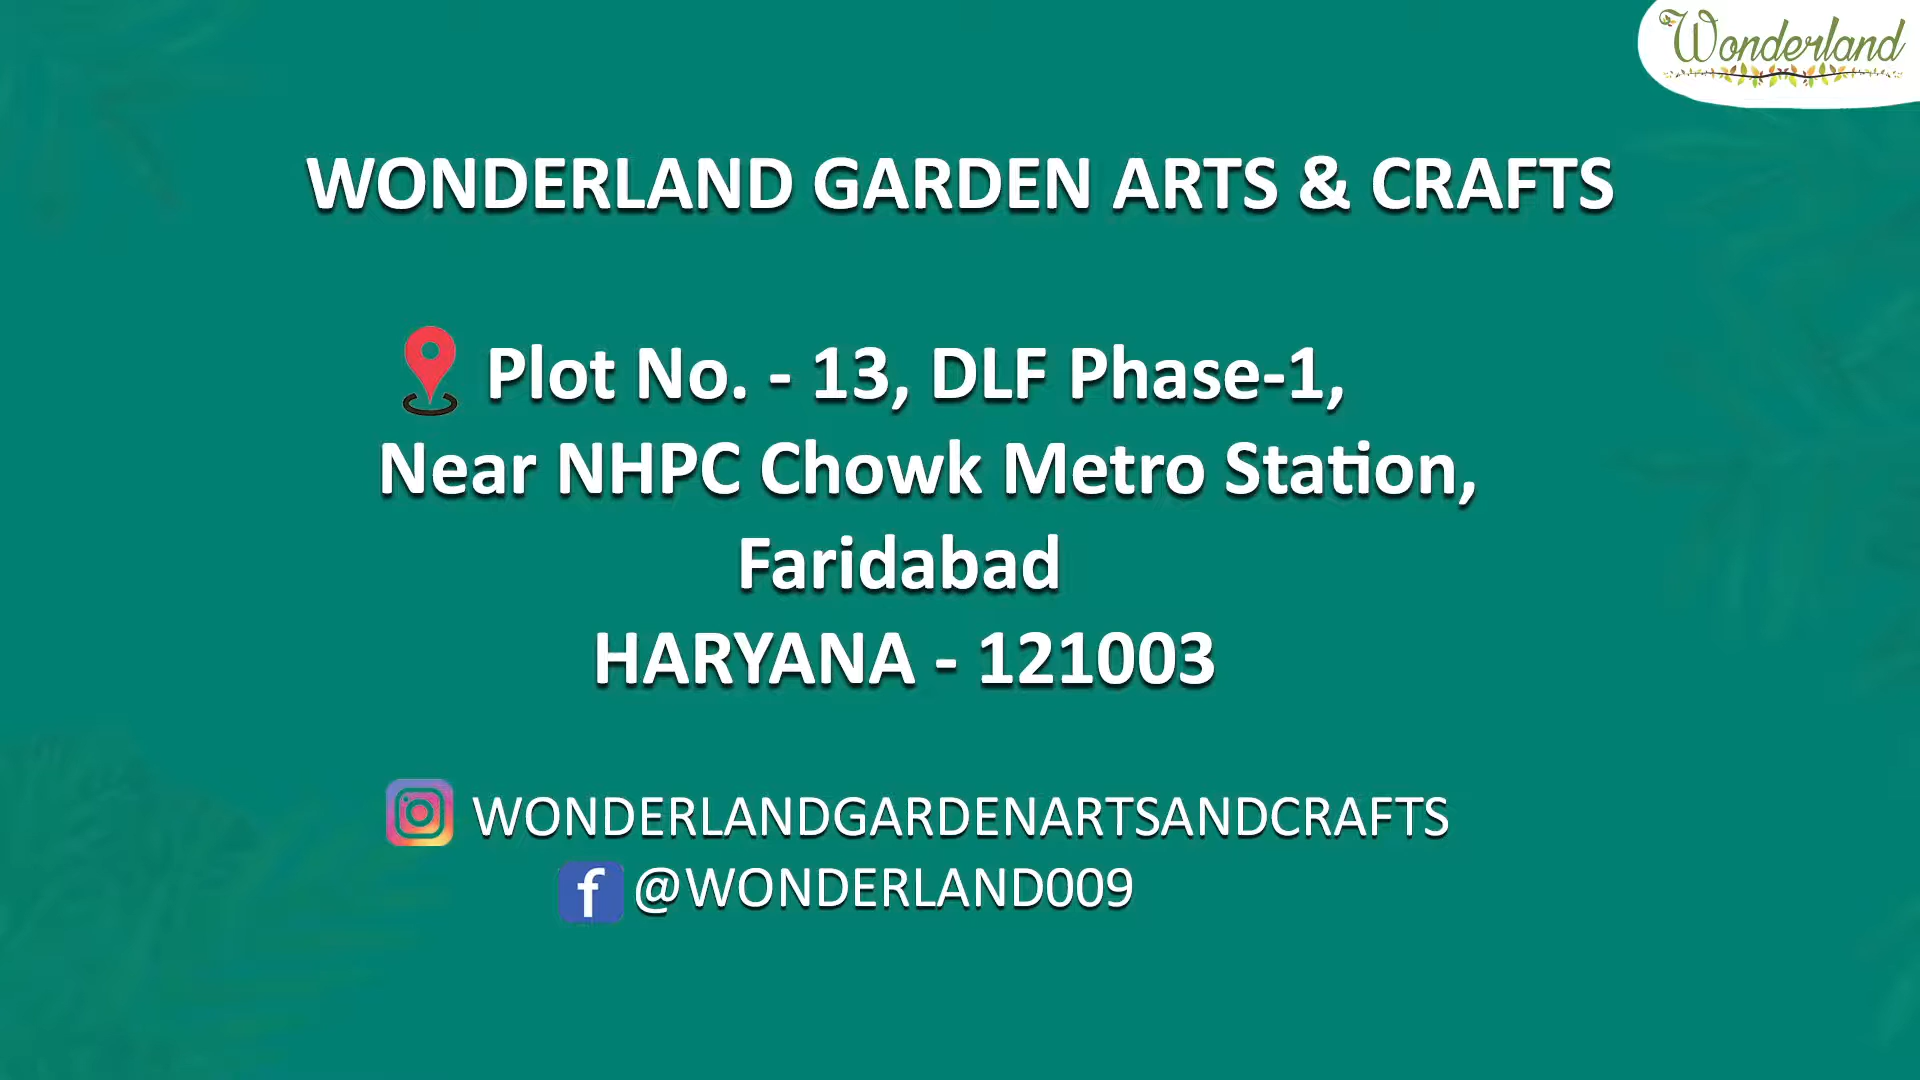 Wonderland
WONDERLAND GARDEN ARTS & CRAFTS
Plot No. - 13, DLF Phase-1,
Near NHPC Chowk Metro Station,
Faridabad
HARYANA - 121003
WONDERLANDGARDENARTSANDCRAFTS
f @WONDERLAND009